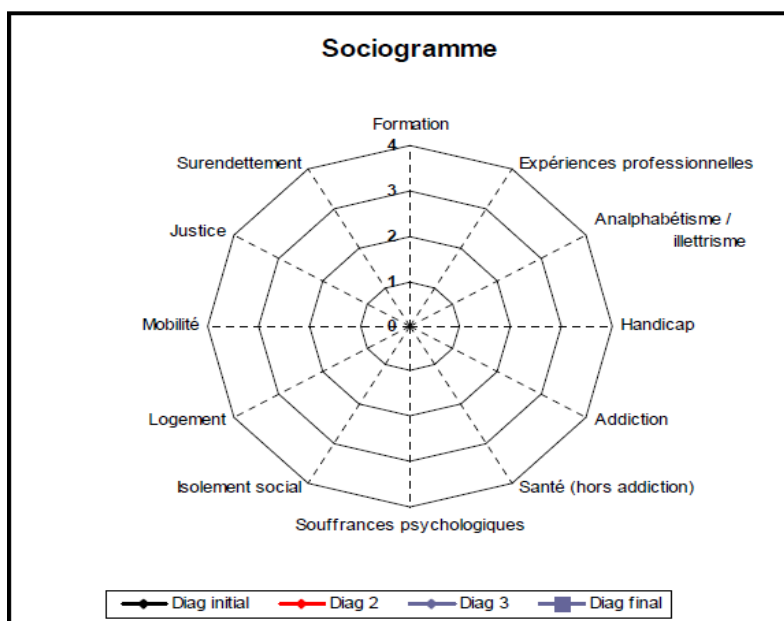 Sociogramme
Formation
Surendettement
Expériences professionnelles
Analphabétisme /
illettrisme
Justice
Mobilité
Handicap
Logement
Addiction
Isolement social
Santé (hors addiction)
Souffrances psychologiques
4
3
2
1
0
Diag initial Diag 2 Diag 3 Diag final